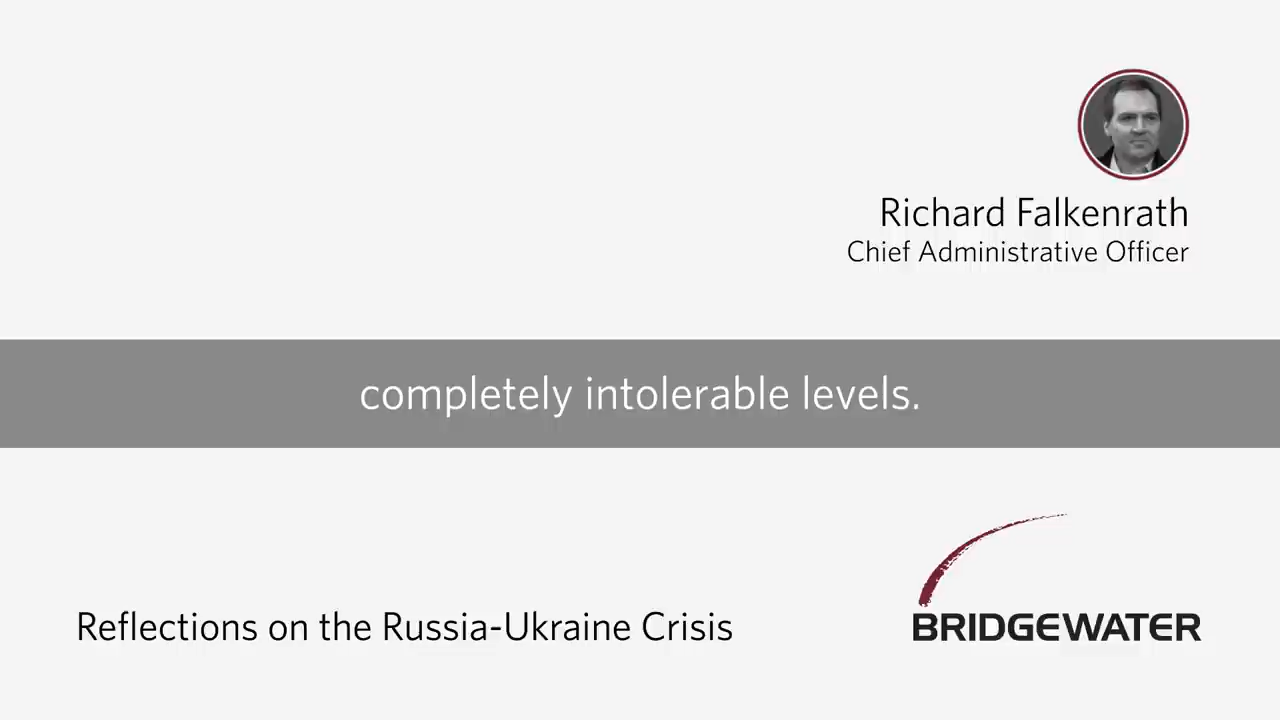 Richard Falkenrath
Chief Administrative Officer
completely intolerable levels.
Reflections on the Russia-Ukraine Crisis
BRIDGEWATER